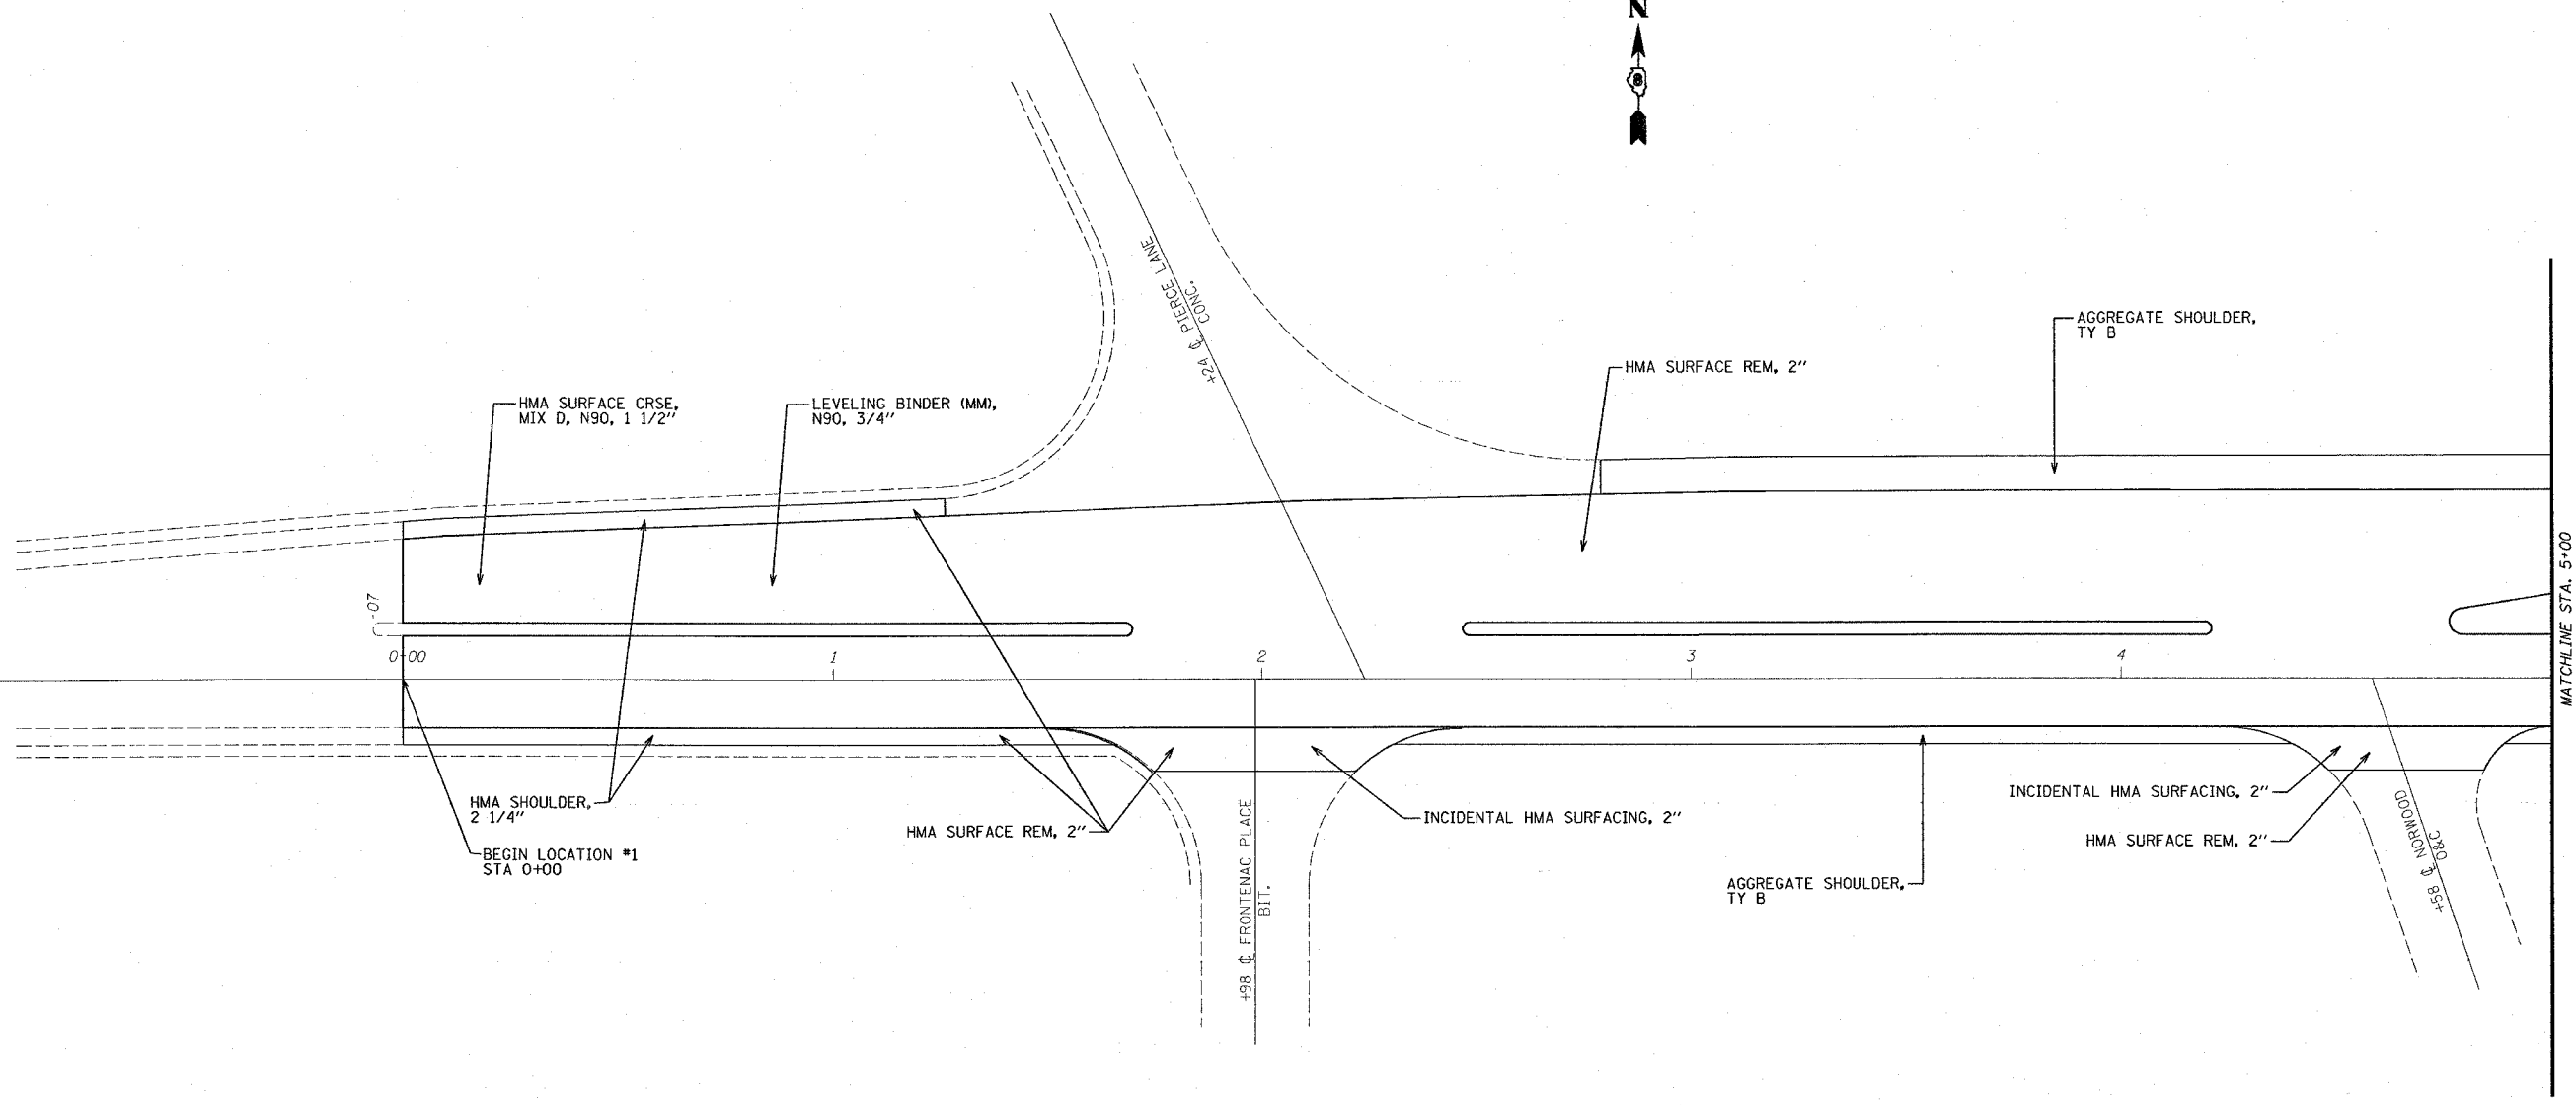 N
8
AGGREGATE SHOULDER,
TY B
HMA SURFACE REM, 2"
+24 ℄ PIERCE LANE
CONC.
HMA SURFACE CRSE,
MIX D, N90, 1 1/2"
LEVELING BINDER (MM),
N90, 3/4"
-07
0+00
1
2
3
4
MATCHLINE STA. 5+00
HMA SHOULDER,
2 1/4"
HMA SURFACE REM, 2"
BEGIN LOCATION #1
STA 0+00
+98 ℄ FRONTENAC PLACE
BIT.
INCIDENTAL HMA SURFACING, 2"
AGGREGATE SHOULDER,
TY B
INCIDENTAL HMA SURFACING, 2"
HMA SURFACE REM, 2"
+58 ℄ NORWOOD
O&C